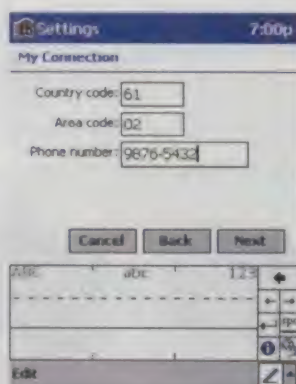 Settings 7:00p
My Connection
Country code: 61
Area code: 02
Phone number: 9876-5432
Cancel Back Next
ABC abc 123
Edit